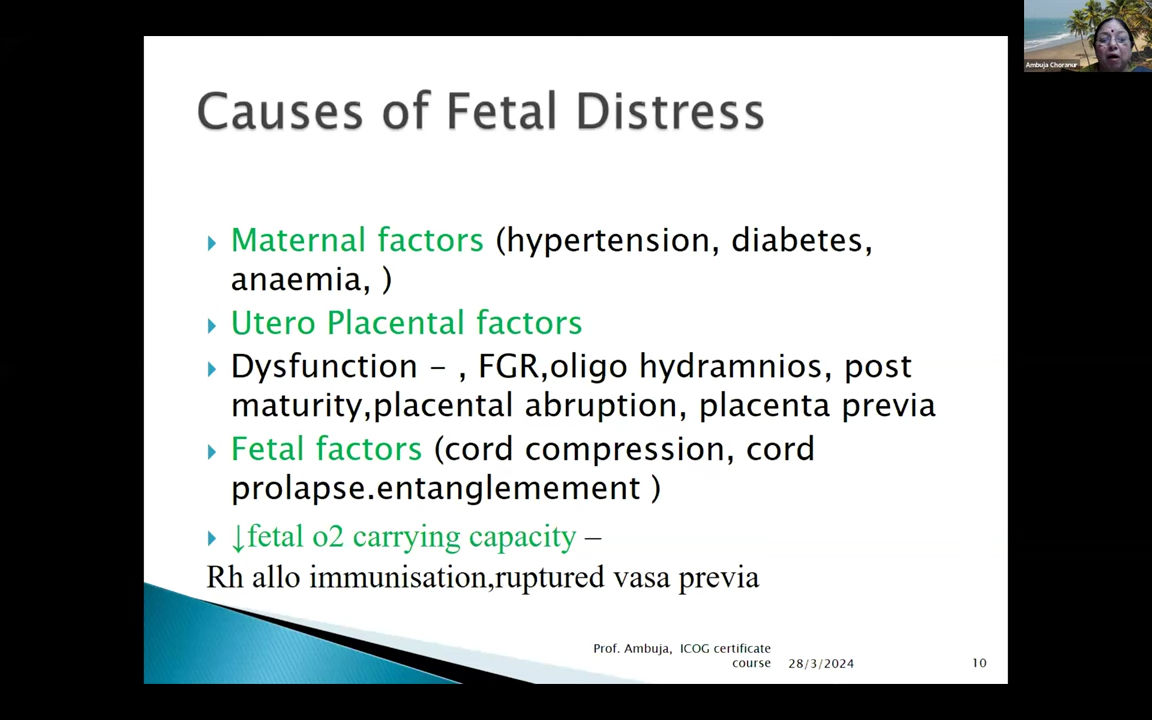 Ambuja Choranur
Causes of Fetal Distress
Maternal factors (hypertension, diabetes,
anaemia, )
Utero Placental factors
Dysfunction – , FGR,oligo hydramnios, post
maturity,placental abruption, placenta previa
Fetal factors (cord compression, cord
prolapse.entanglemement )
↓fetal o2 carrying capacity –
Rh allo immunisation,ruptured vasa previa
Prof. Ambuja, ICOG certificate
course
28/3/2024
10